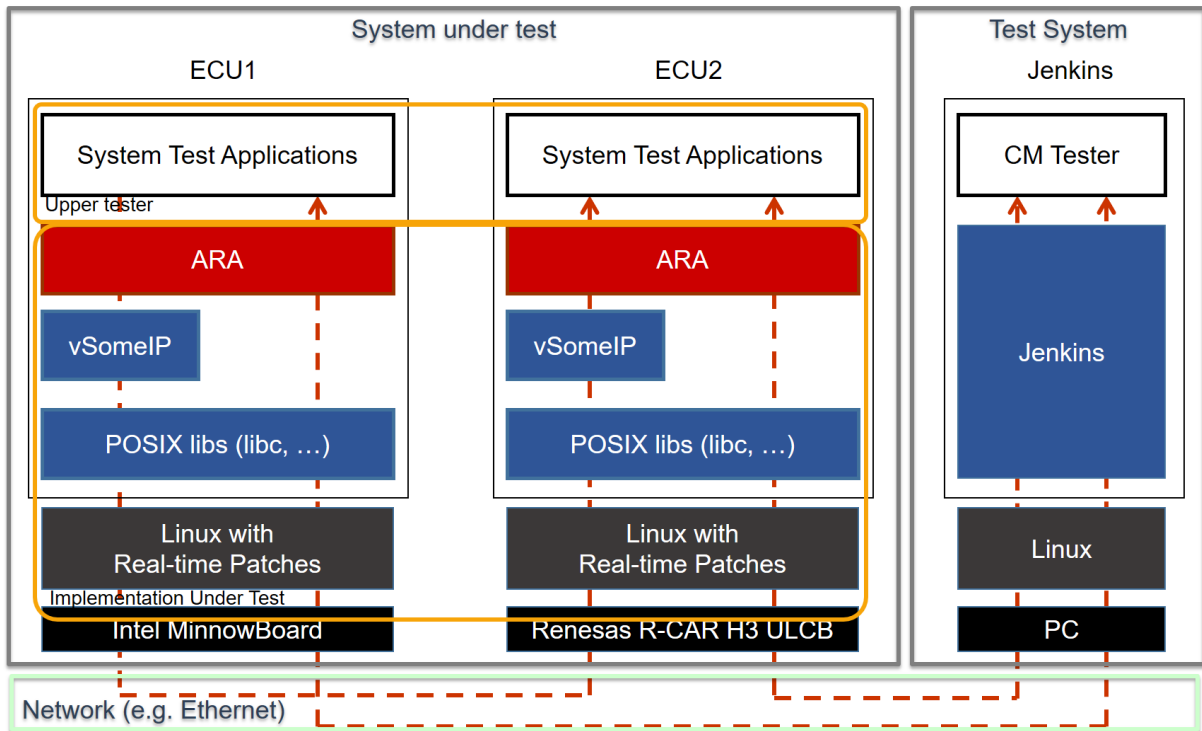 System under test
Test System
ECU1
ECU2
Jenkins
System Test Applications
System Test Applications
CM Tester
Upper tester
ARA
ARA
vSomeIP
vSomeIP
Jenkins
POSIX libs (libc, …)
POSIX libs (libc, …)
Linux with
Real-time Patches
Linux with
Real-time Patches
Linux
Implementation Under Test
Intel MinnowBoard
Renesas R-CAR H3 ULCB
PC
Network (e.g. Ethernet)